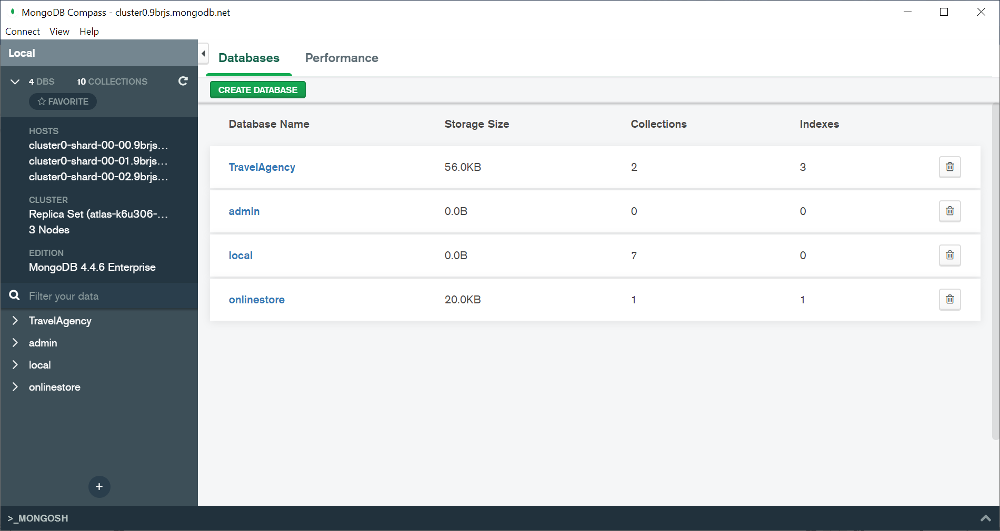 MongoDB Compass - cluster0.9brjs.mongodb.net
Connect View Help
Local
4 DBS 10 COLLECTIONS
FAVORITE
HOSTS
cluster0-shard-00-00.9brjs...
cluster0-shard-00-01.9brjs...
cluster0-shard-00-02.9brjs...
CLUSTER
Replica Set (atlas-k6u306-...
3 Nodes
EDITION
MongoDB 4.4.6 Enterprise
Filter your data
TravelAgency
admin
local
onlinestore
+
Databases Performance
CREATE DATABASE
Database Name Storage Size Collections Indexes
TravelAgency 56.0KB 2 3
admin 0.0B 0 0
local 0.0B 7 0
onlinestore 20.0KB 1 1
>_MONGOSH